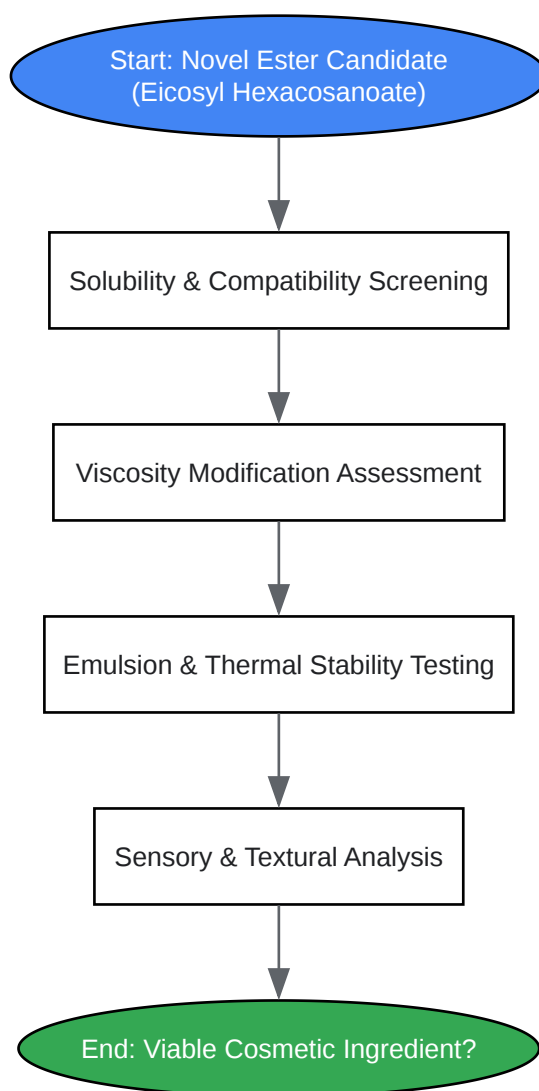 Start: Novel Ester Candidate
(Eicosyl Hexacosanoate)
Solubility & Compatibility Screening
Viscosity Modification Assessment
Emulsion & Thermal Stability Testing
Sensory & Textural Analysis
End: Viable Cosmetic Ingredient?